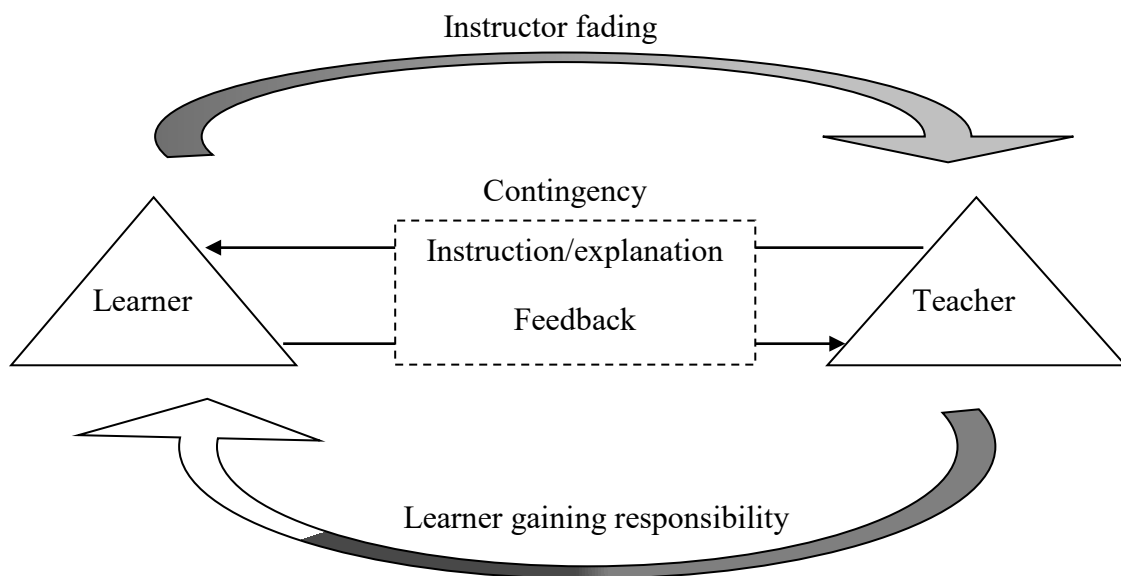 Instructor fading
Contingency
Instruction/explanation
Learner
Teacher
Feedback
Learner gaining responsibility